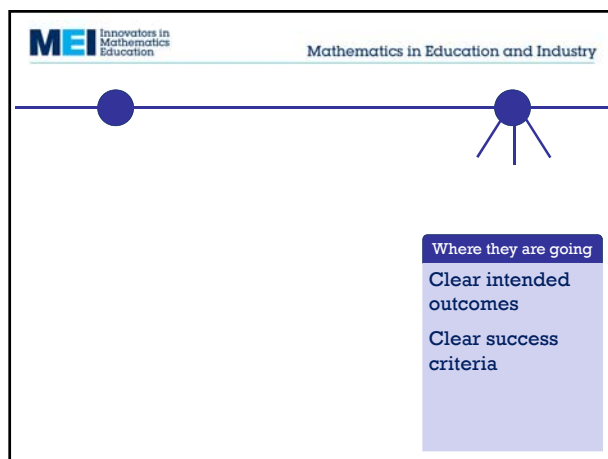 MEI
Innovators in
Mathematics
Education
Mathematics in Education and Industry
Where they are going
Clear intended
outcomes
Clear success
criteria